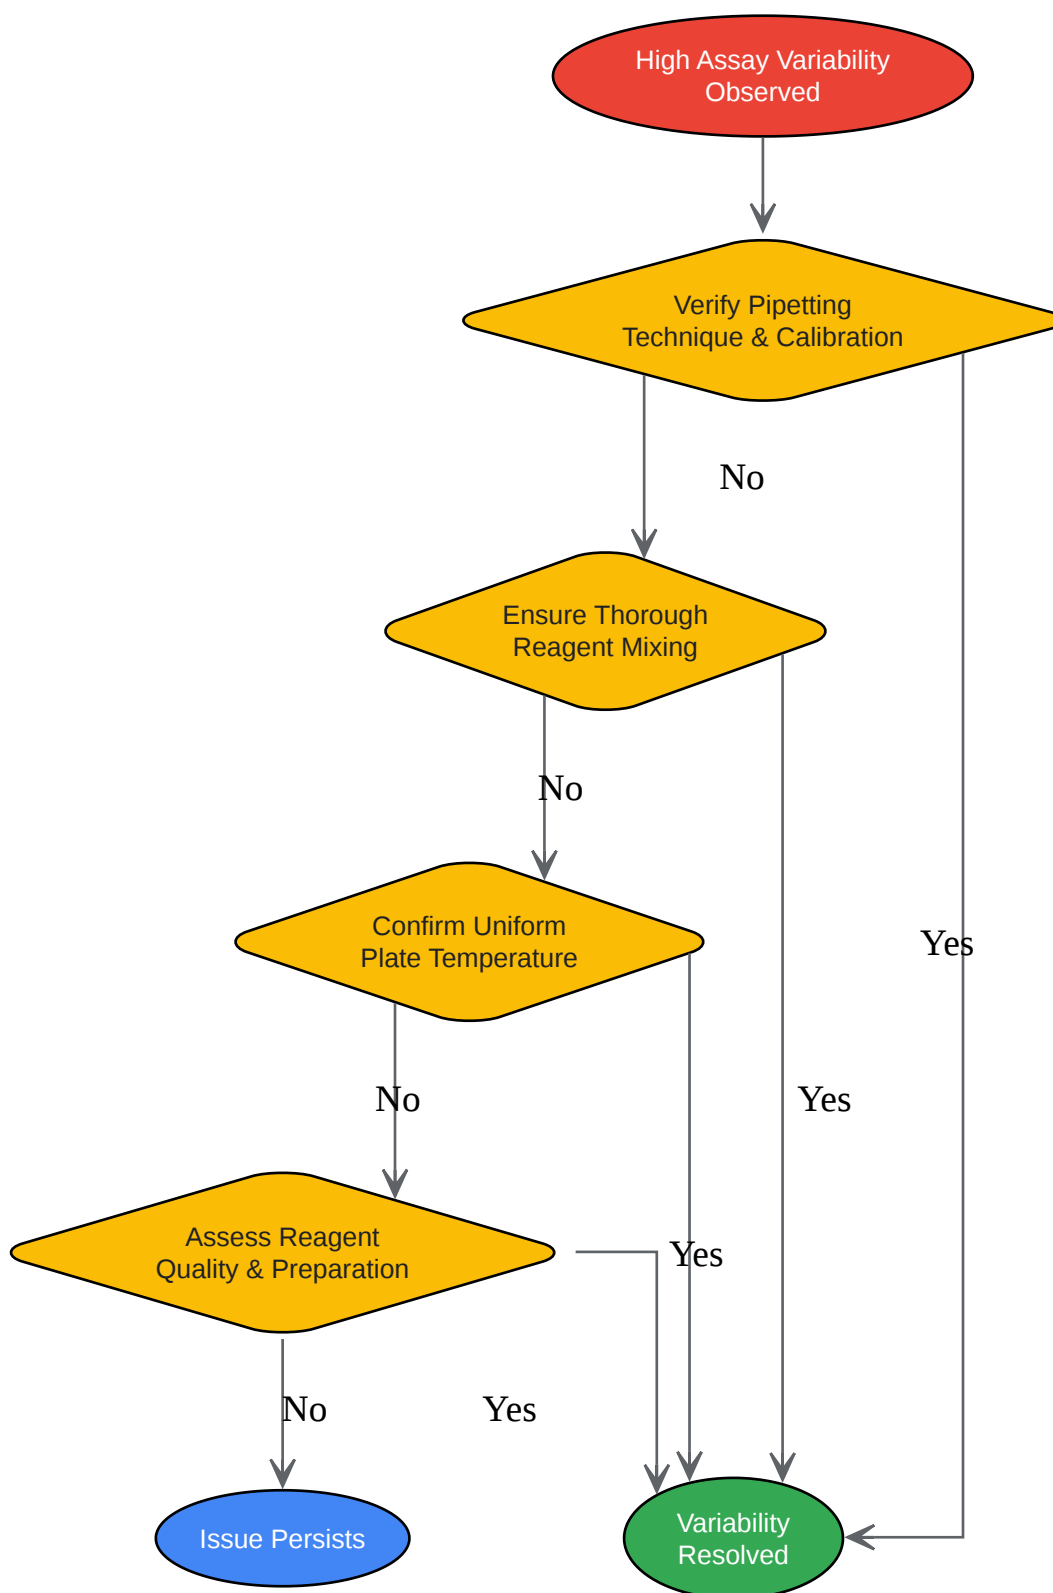 High Assay Variability
Observed
Verify Pipetting
Technique & Calibration
No
Ensure Thorough
Reagent Mixing
No
Confirm Uniform
Plate Temperature
Yes
No
Yes
Assess Reagent
Quality & Preparation
Yes
No
Yes
Issue Persists
Variability
Resolved